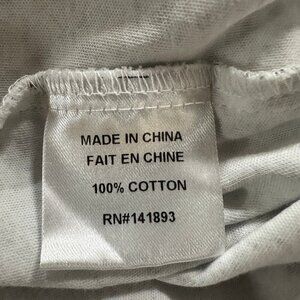 MADE IN CHINA
FAIT EN CHINE
100% COTTON
RN#141893